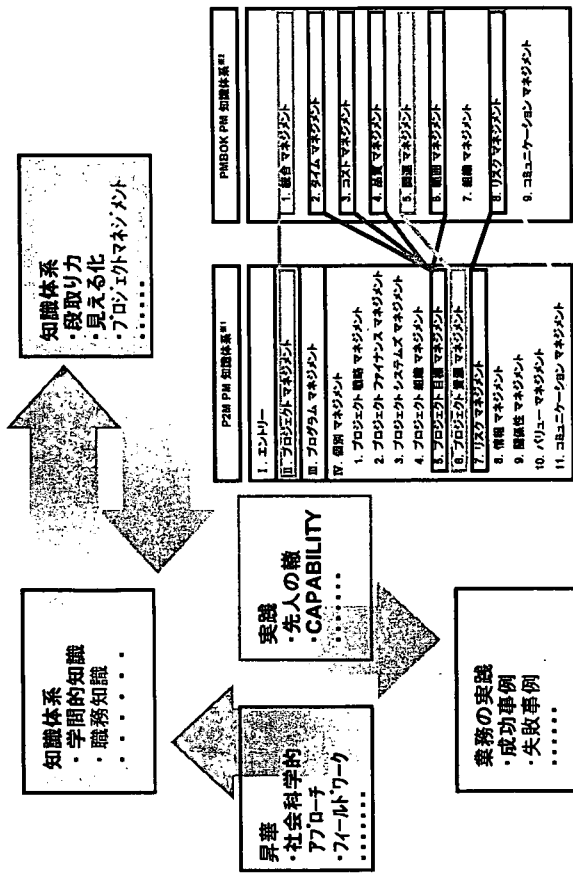 知識体系
・学問的知識
・職務知識
・・・・・・
知識体系
・段取り力
・見える化
・プロジェクトマネジメント
・・・・・・
昇華
・社会科学的
アプローチ
・フィールドワーク
・・・・・・・
実践
・先人の轍
・CAPABILITY
・・・・・・・
業務の実践
・成功事例
・失敗事例
・・・・・・
P2M PM 知識体系※1
I. エントリー
II. プロジェクトマネジメント
III. プログラム マネジメント
IV. 個別 マネジメント
1. プロジェクト 戦略 マネジメント
2. プロジェクト ファイナンス マネジメント
3. プロジェクト システムズ マネジメント
4. プロジェクト 組織 マネジメント
5. プロジェクト 目標 マネジメント
6. プロジェクト 資源 マネジメント
7. リスク マネジメント
8. 情報 マネジメント
9. 関係性 マネジメント
10. バリュー マネジメント
11. コミュニケーション マネジメント
PMBOK PM 知識体系※2
1. 統合 マネジメント
2. タイム マネジメント
3. コスト マネジメント
4. 品質 マネジメント
5. 調達 マネジメント
6. 範囲 マネジメント
7. 組織 マネジメント
8. リスク マネジメント
9. コミュニケーション マネジメント